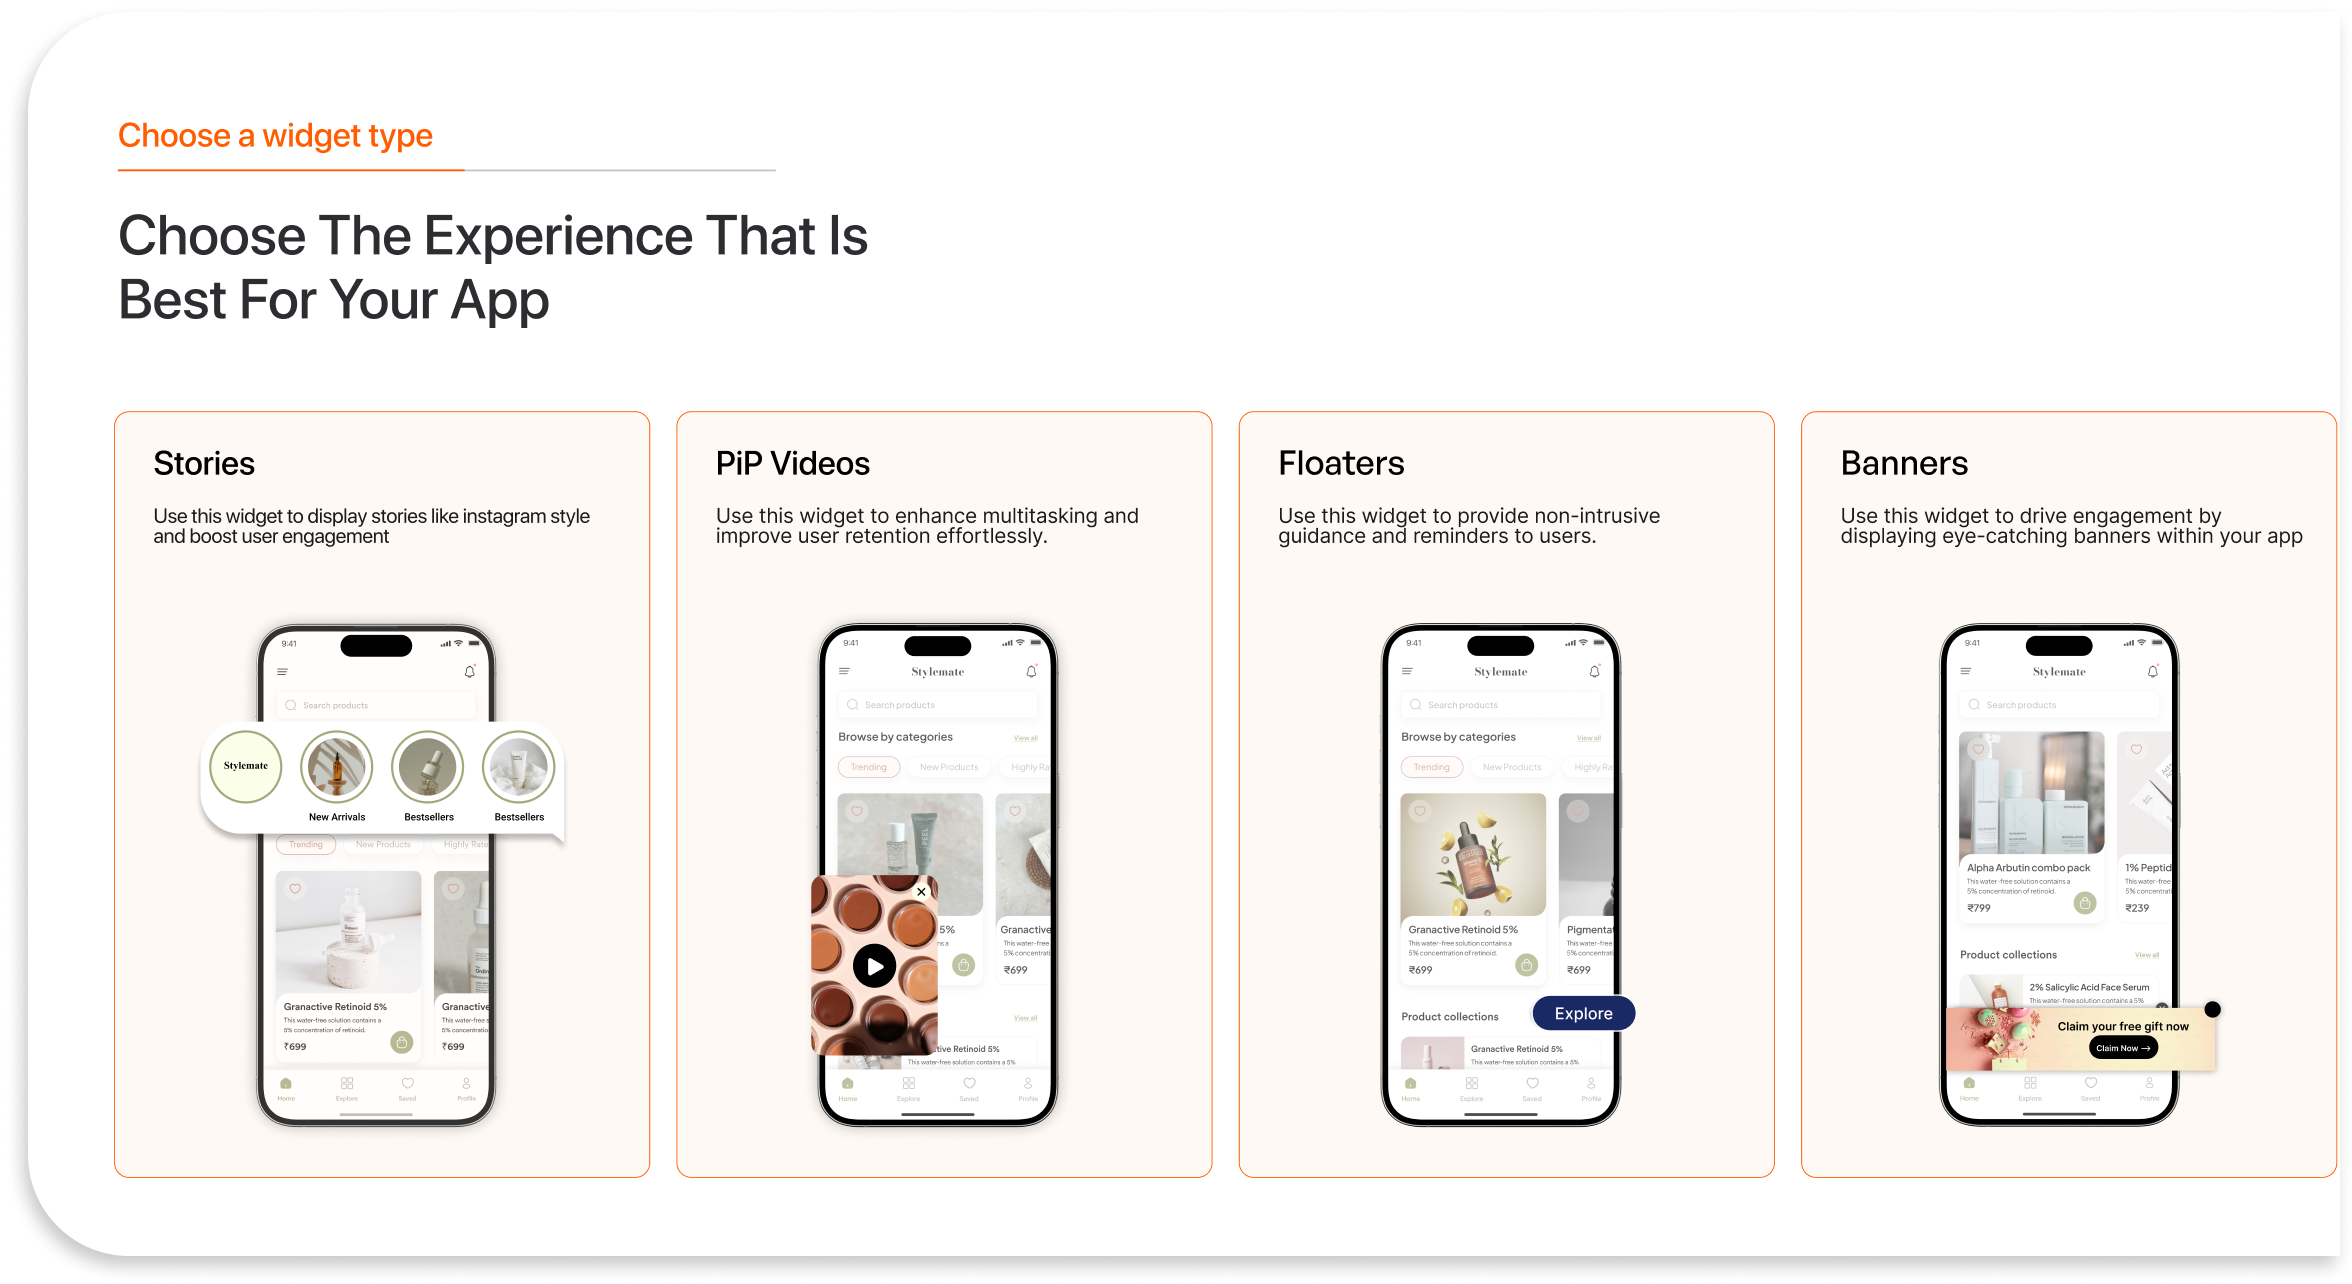 Choose a widget type
Choose The Experience That Is
Best For Your App
Stories
Use this widget to display stories like instagram style
and boost user engagement
9:41
Search products
Stylemate
New Arrivals
Bestsellers
Bestsellers
Trending
New Products
Highly Rate
Granactive Retinoid 5%
This water-free solution contains a
5% concentration of retinoid.
₹699
Granactive
This water-free s
5% concentratio
₹699
Home
Explore
Saved
Profile
PiP Videos
Use this widget to enhance multitasking and
improve user retention effortlessly.
9:41
Stylemate
Search products
Browse by categories
View all
Trending
New Products
Highly Ra
PEEL
5%
ns a
Granactive
This water-free
5% concentrati
₹699
View all
tive Retinoid 5%
This water-free solution contains a 5%
Home
Explore
Saved
Profile
Floaters
Use this widget to provide non-intrusive
guidance and reminders to users.
9:41
Stylemate
Search products
Browse by categories
View all
Trending
New Products
Highly Ra
Granactive Retinoid 5%
This water-free solution contains a
5% concentration of retinoid.
₹699
Pigmentat
This water-free
5% concentrati
₹699
Product collections
Explore
Granactive Retinoid 5%
This water-free solution contains a 5%
Home
Explore
Saved
Profile
Banners
Use this widget to drive engagement by
displaying eye-catching banners within your app
9:41
Stylemate
Search products
Alpha Arbutin combo pack
This water-free solution contains a
5% concentration of retinoid.
₹799
1% Peptid
This water-free
5% concentrati
₹239
Product collections
View all
2% Salicylic Acid Face Serum
This water-free solution contains a 5%
Claim your free gift now
Claim Now →
Home
Explore
Saved
Profile